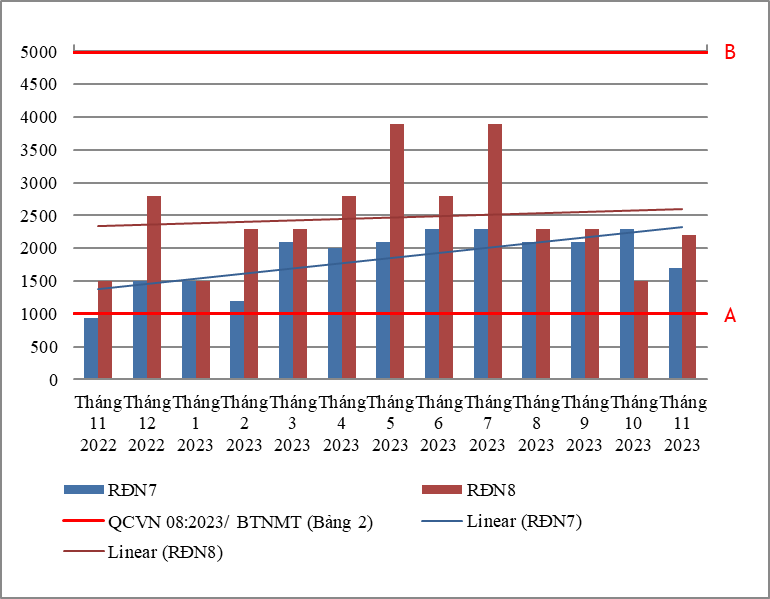 5000
B
4500
4000
3500
3000
2500
2000
1500
1000
A
500
0
Tháng 11 2022
Tháng 12 2022
Tháng 1 2023
Tháng 2 2023
Tháng 3 2023
Tháng 4 2023
Tháng 5 2023
Tháng 6 2023
Tháng 7 2023
Tháng 8 2023
Tháng 9 2023
Tháng 10 2023
Tháng 11 2023
RĐN7
RĐN8
QCVN 08:2023/ BTNMT (Bảng 2)
Linear (RĐN7)
Linear (RĐN8)